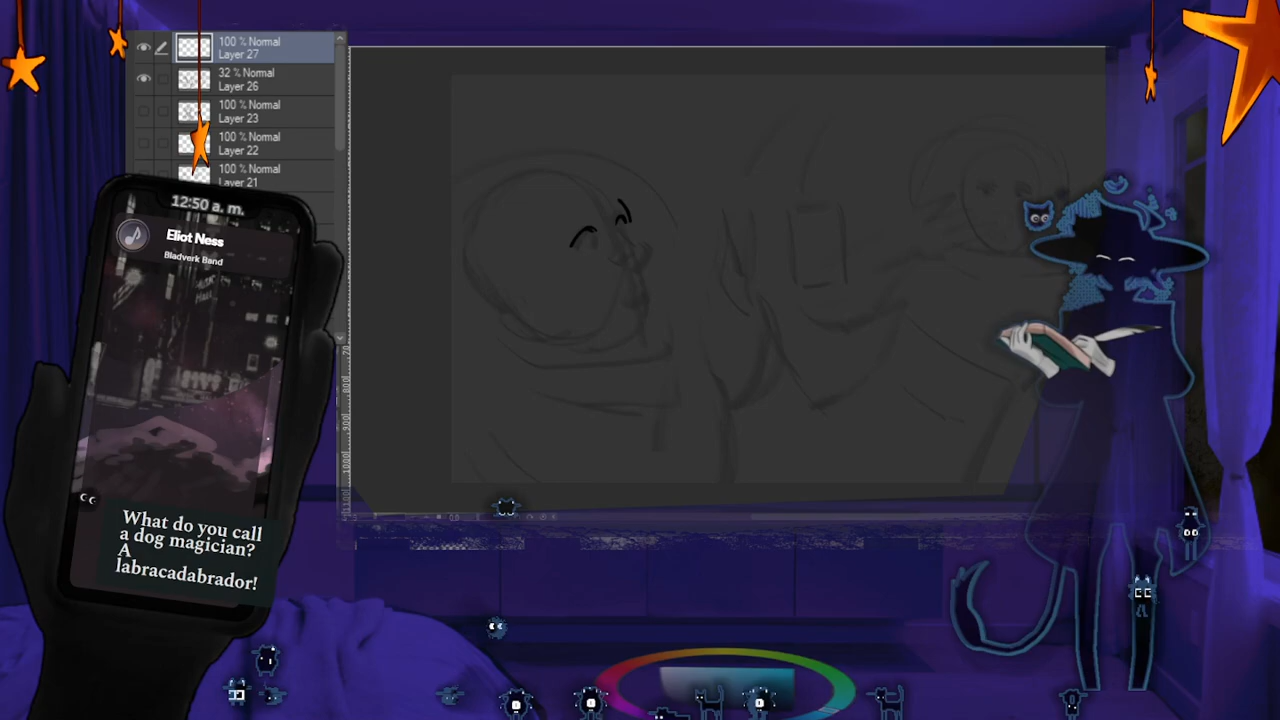 100 % Normal
Layer 27
32 % Normal
Layer 26
100 % Normal
Layer 23
100 % Normal
Layer 22
100 % Normal
Layer 21
12:50 a. m.
Eliot Ness
Bladverk Band
What do you call
a dog magician?
A
labracadabrador!